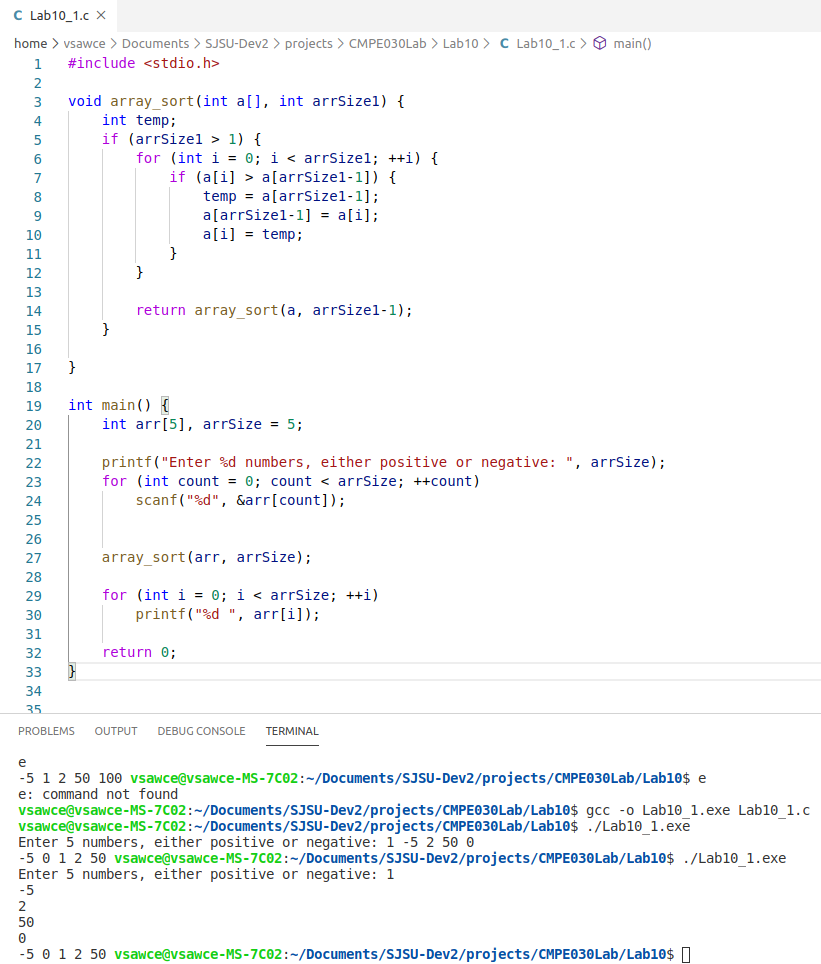 C Lab10_1.c ×
home > vsawce > Documents > SJSU-Dev2 > projects > CMPE030Lab > Lab10 > C Lab10_1.c > main()
1 #include <stdio.h>
2
3 void array_sort(int a[], int arrSize1) {
4     int temp;
5     if (arrSize1 > 1) {
6         for (int i = 0; i < arrSize1; ++i) {
7             if (a[i] > a[arrSize1-1]) {
8                 temp = a[arrSize1-1];
9                 a[arrSize1-1] = a[i];
10                 a[i] = temp;
11             }
12         }
13
14         return array_sort(a, arrSize1-1);
15     }
16
17 }
18
19 int main() {
20     int arr[5], arrSize = 5;
21
22     printf("Enter %d numbers, either positive or negative: ", arrSize);
23     for (int count = 0; count < arrSize; ++count)
24         scanf("%d", &arr[count]);
25
26
27     array_sort(arr, arrSize);
28
29     for (int i = 0; i < arrSize; ++i)
30         printf("%d ", arr[i]);
31
32     return 0;
33 }
34
35
PROBLEMS OUTPUT DEBUG CONSOLE TERMINAL
e
-5 1 2 50 100 vsawce@vsawce-MS-7C02:~/Documents/SJSU-Dev2/projects/CMPE030Lab/Lab10$ e
e: command not found
vsawce@vsawce-MS-7C02:~/Documents/SJSU-Dev2/projects/CMPE030Lab/Lab10$ gcc -o Lab10_1.exe Lab10_1.c
vsawce@vsawce-MS-7C02:~/Documents/SJSU-Dev2/projects/CMPE030Lab/Lab10$ ./Lab10_1.exe
Enter 5 numbers, either positive or negative: 1 -5 2 50 0
-5 0 1 2 50 vsawce@vsawce-MS-7C02:~/Documents/SJSU-Dev2/projects/CMPE030Lab/Lab10$ ./Lab10_1.exe
Enter 5 numbers, either positive or negative: 1
-5
2
50
0
-5 0 1 2 50 vsawce@vsawce-MS-7C02:~/Documents/SJSU-Dev2/projects/CMPE030Lab/Lab10$